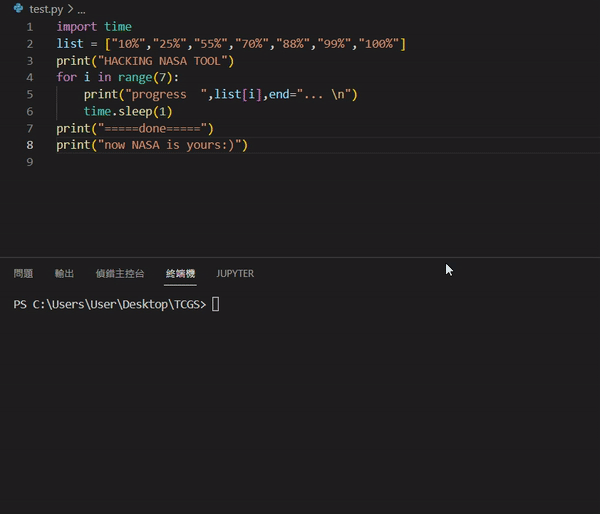 test.py > ...
1 import time
2 list = ["10%","25%","55%","70%","88%","99%","100%"]
3 print("HACKING NASA TOOL")
4 for i in range(7):
5     print("progress  ",list[i],end="... \n")
6     time.sleep(1)
7 print("=====done=====")
8 print("now NASA is yours:)")
9
問題 輸出 偵錯主控台 終端機 JUPYTER
PS C:\Users\User\Desktop\TCGS>